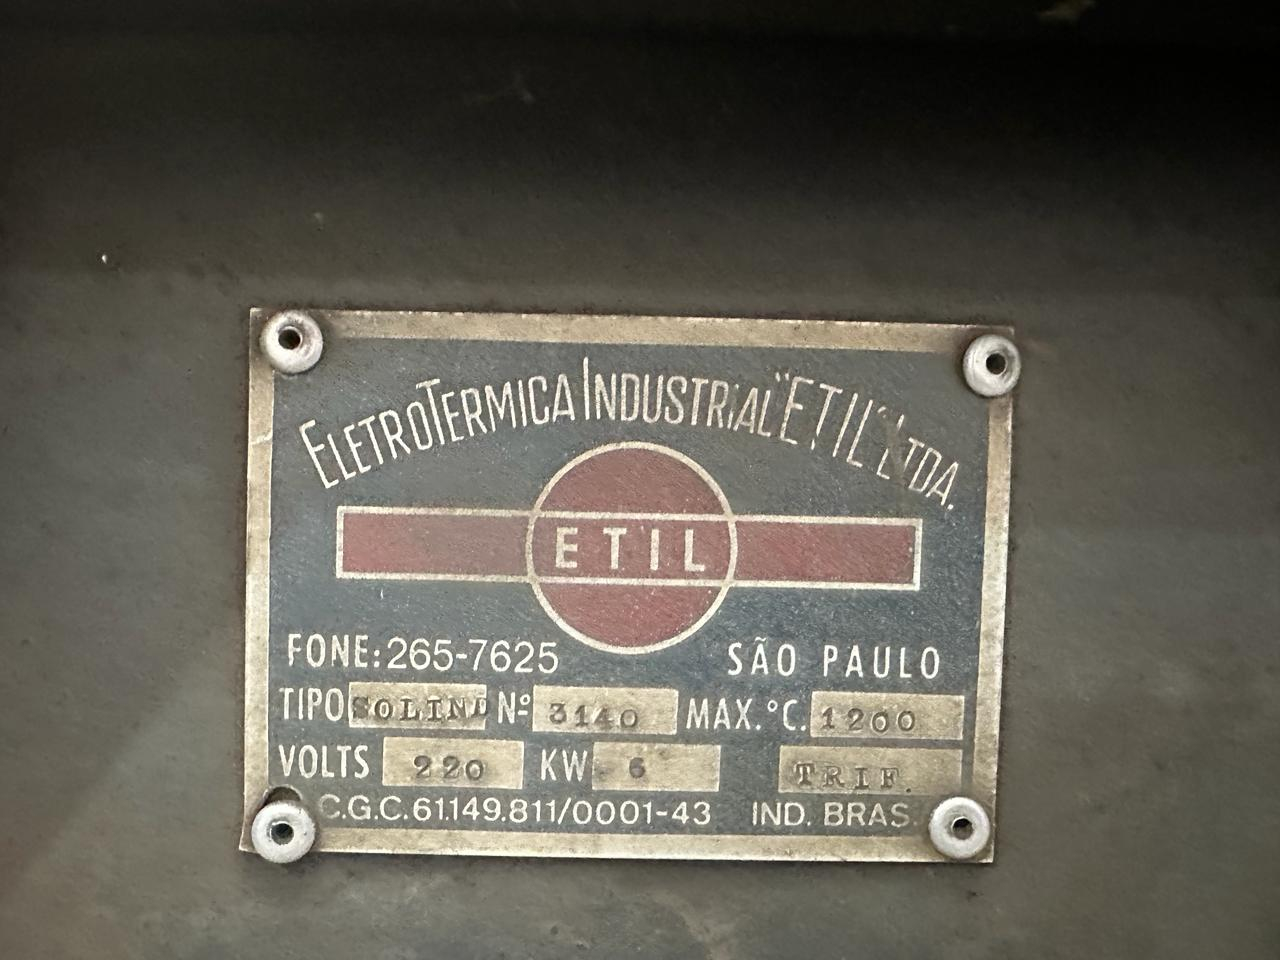 ELETROTERMICA INDUSTRIAL "ETIL" LTDA.
ETIL
FONE: 265-7625 SÃO PAULO
TIPO SOLIND Nº 3140 MAX.°C. 1200
VOLTS 220 KW 6 TRIF.
C.G.C. 61.149.811/0001-43 IND. BRAS.